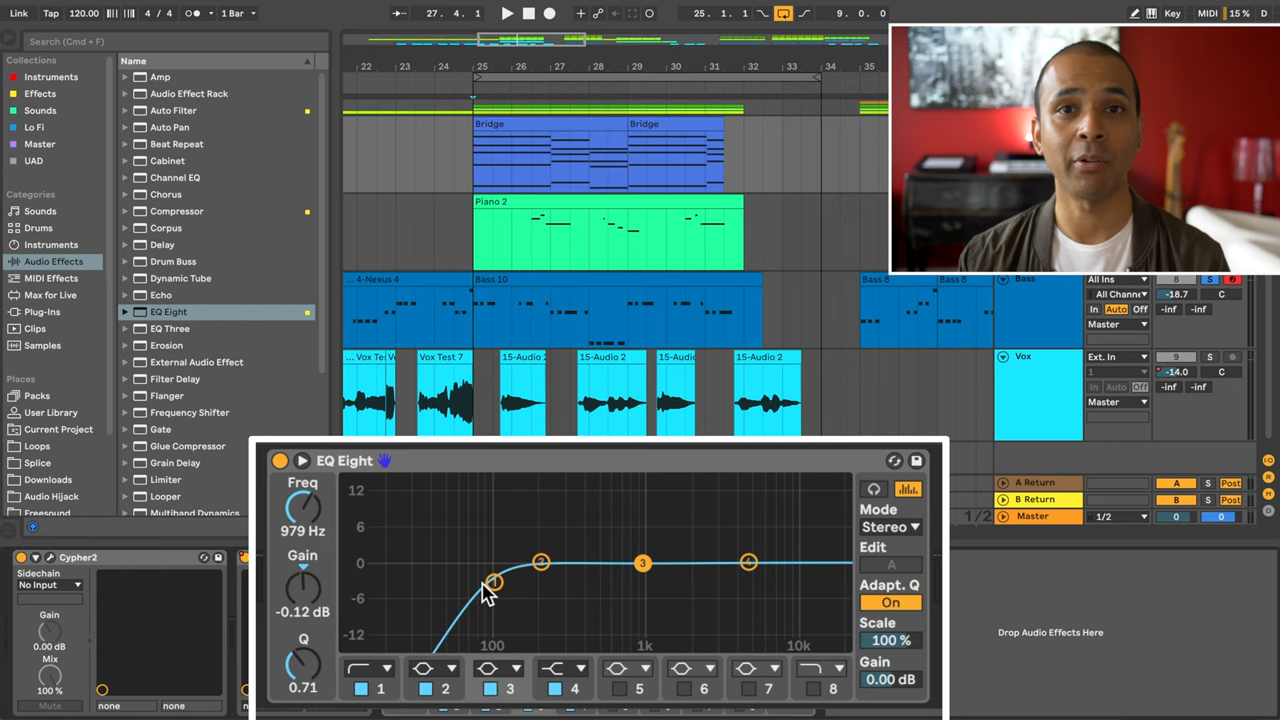 Link Tap 120.00 4 / 4 1 Bar 27. 4. 1 25. 1. 1 9. 0. 0 Key MIDI 15 % D
Search (Cmd + F)
Collections
Instruments
Effects
Sounds
Lo Fi
Master
UAD
Categories
Sounds
Drums
Instruments
Audio Effects
MIDI Effects
Max for Live
Plug-Ins
Clips
Samples
Places
Packs
User Library
Current Project
Loops
Splice
Downloads
Audio Hijack
Freesound
Name
Amp
Audio Effect Rack
Auto Filter
Auto Pan
Beat Repeat
Cabinet
Channel EQ
Chorus
Compressor
Corpus
Delay
Drum Buss
Dynamic Tube
Echo
EQ Eight
EQ Three
Erosion
External Audio Effect
Filter Delay
Flanger
Frequency Shifter
Gate
Glue Compressor
Grain Delay
Limiter
Looper
Multiband Dynamics
22 23 24 25 26 27 28 29 30 31 32 33 34 35
Bridge Bridge
Piano 2
... 4-Nexus 4 Bass 10 Bass 8 Bass 8
... Vox Te Vox Test 7 15-Audio 2 15-Audio 2 15-Audio 15-Audio 2
Bass All Ins 8 S
All Channe -18.7 C
In Auto Off -inf -inf
Master
Vox Ext. In 9 S
1 -14.0 C
In Auto Off -inf -inf
Master
A Return A S Post
B Return B S Post
1/2 Master 1/2 0 0
EQ Eight
Freq
979 Hz
Gain
-0.12 dB
Q
0.71
12
6
0
-6
-12
100 1k 10k
1 2 3 4
1 2 3 4 5 6 7 8
Mode
Stereo
Edit
A
Adapt. Q
On
Scale
100 %
Gain
0.00 dB
Cypher2
Sidechain
No Input
Gain
0.00 dB
Mix
100 %
Mute
none none
Drop Audio Effects Here